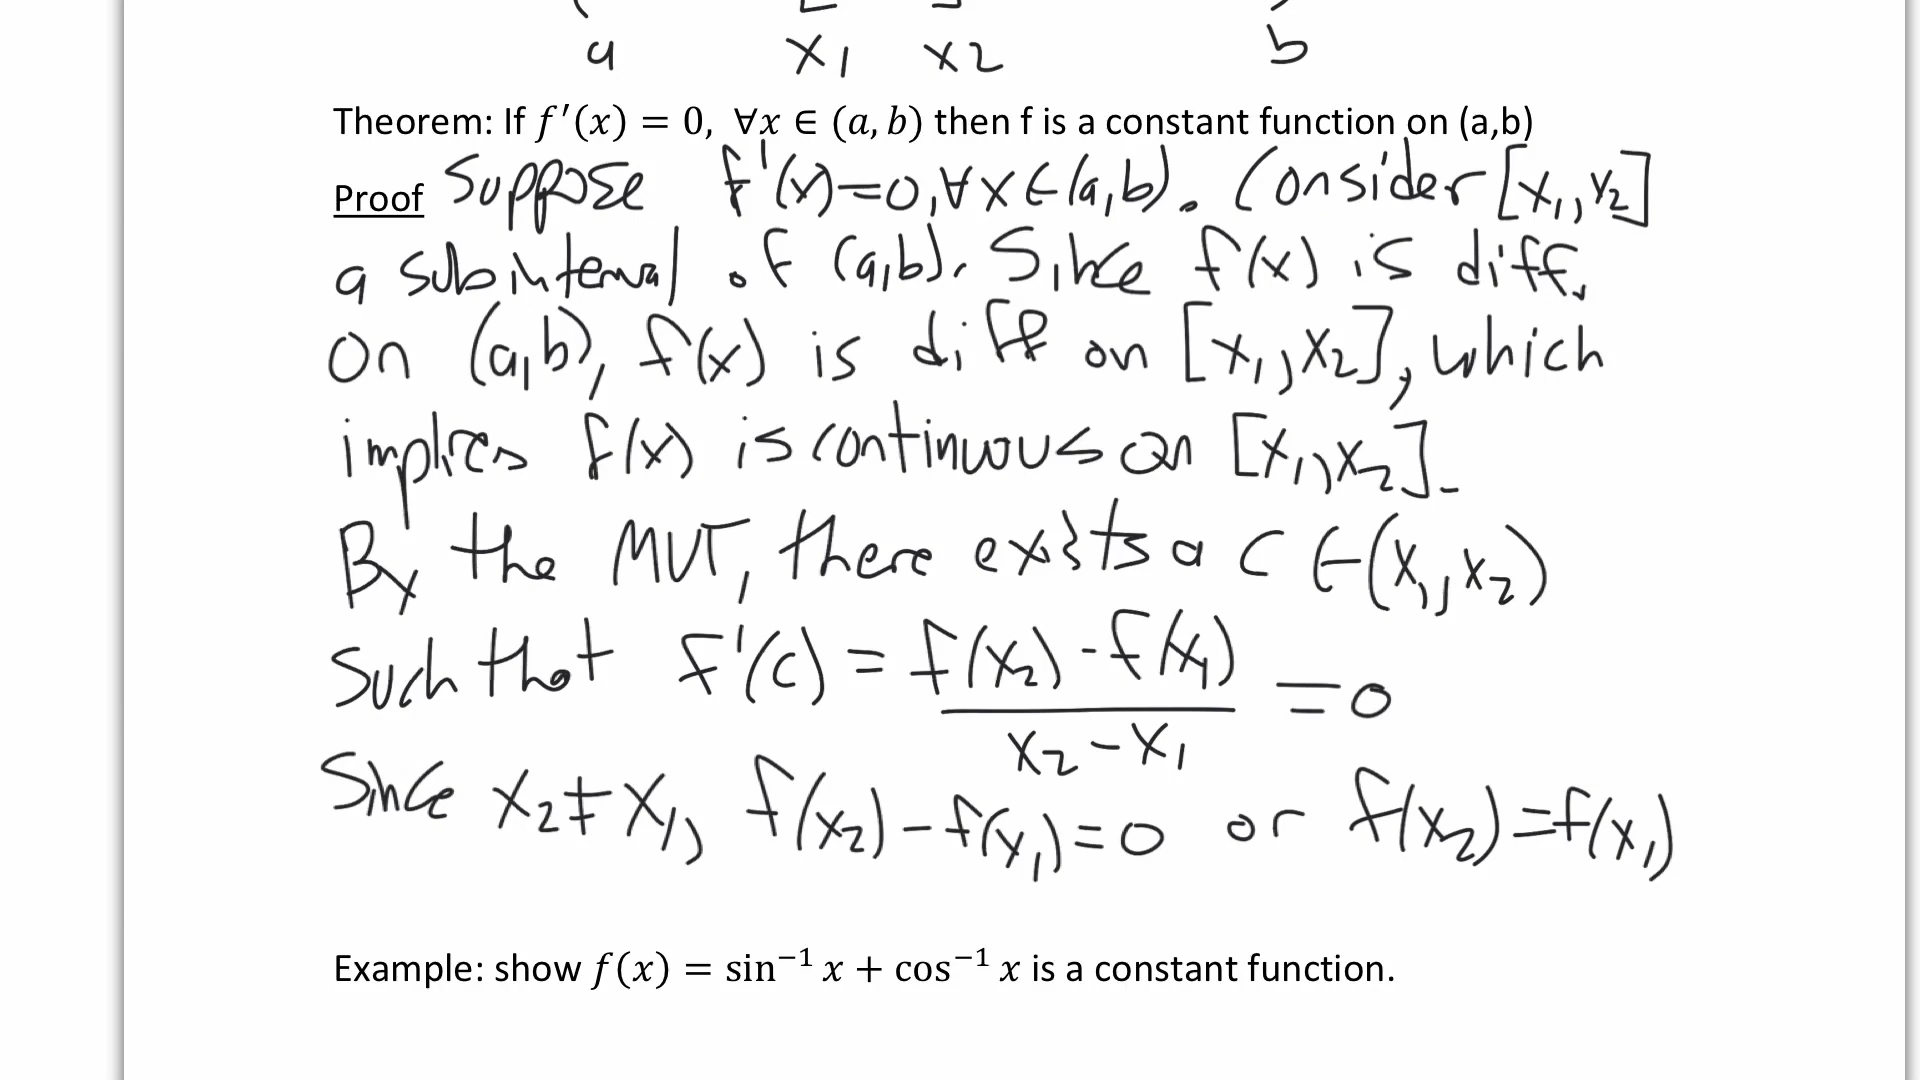 a x1 x2 b
Theorem: If f′(x) = 0, ∀x ∈ (a, b) then f is a constant function on (a,b)
Proof Suppose f'(x)=0, ∀x∈(a,b). Consider [x₁, x₂]
a subinterval of (a,b). Since f(x) is diff.
on (a,b), f(x) is diff on [x₁, x₂], which
implies f(x) is continuous on [x₁, x₂].
By the MVT, there exists a c ∈ (x₁, x₂)
Such that f'(c) = (f(x₂) - f(x₁))/(x₂ - x₁) = 0
Since x₂ ≠ x₁, f(x₂) - f(x₁) = 0 or f(x₂) = f(x₁)
Example: show f(x) = sin⁻¹ x + cos⁻¹ x is a constant function.